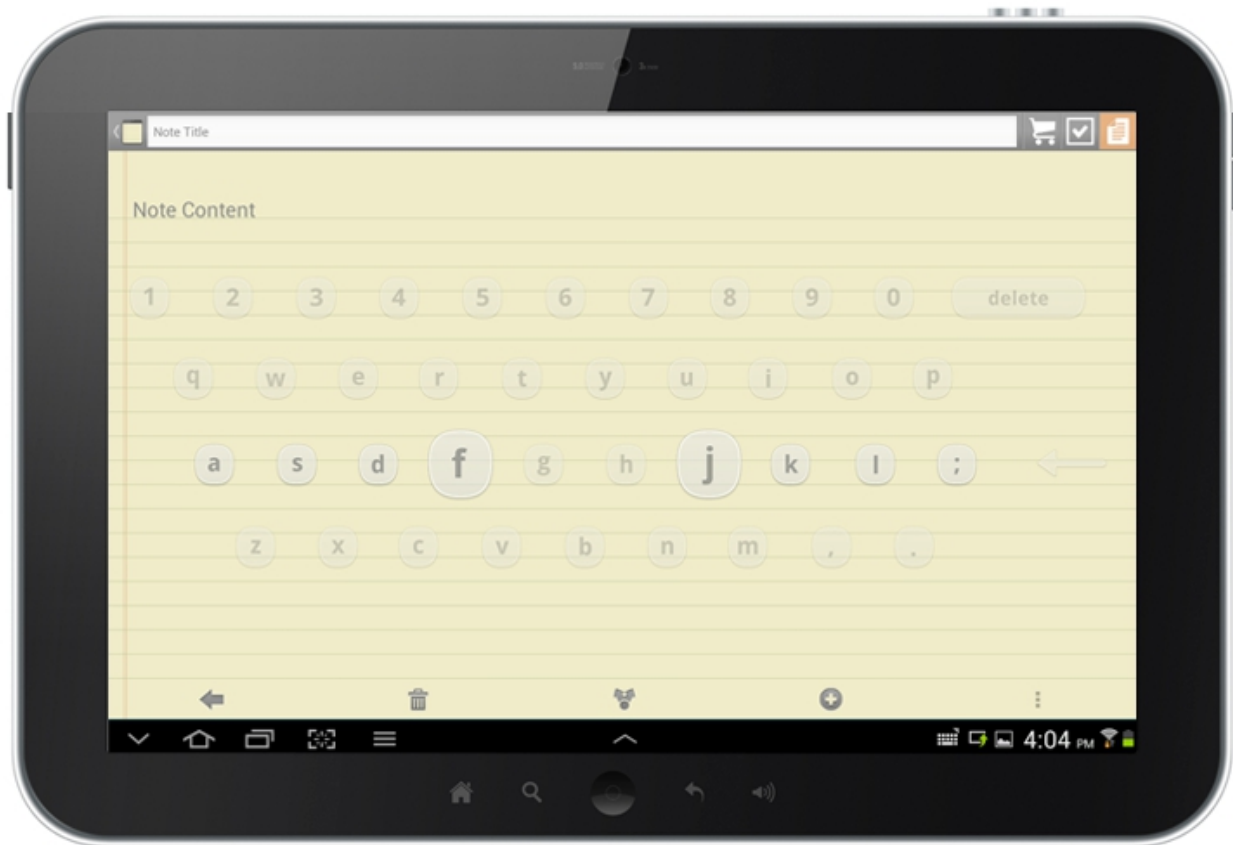 Note Title
Note Content
1 2 3 4 5 6 7 8 9 0 delete
q w e r t y u i o p
a s d f g h j k l ;
z x c v b n m , .
4:04 PM